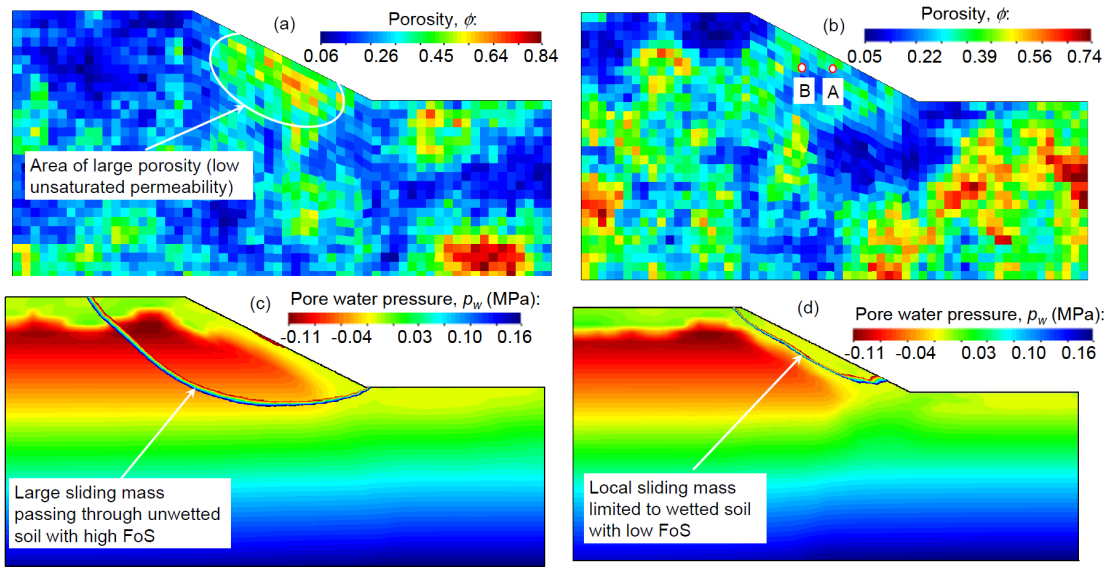 (a)
Porosity, ϕ:
0.06 0.26 0.45 0.64 0.84
Area of large porosity (low
unsaturated permeability)
(b)
Porosity, ϕ:
0.05 0.22 0.39 0.56 0.74
B A
(c)
Pore water pressure, pw (MPa):
-0.11 -0.04 0.03 0.09 0.16
Large sliding mass
passing through unwetted
soil with high FoS
(d)
Pore water pressure, pw (MPa):
-0.11 -0.04 0.03 0.10 0.16
Local sliding mass
limited to wetted soil
with low FoS